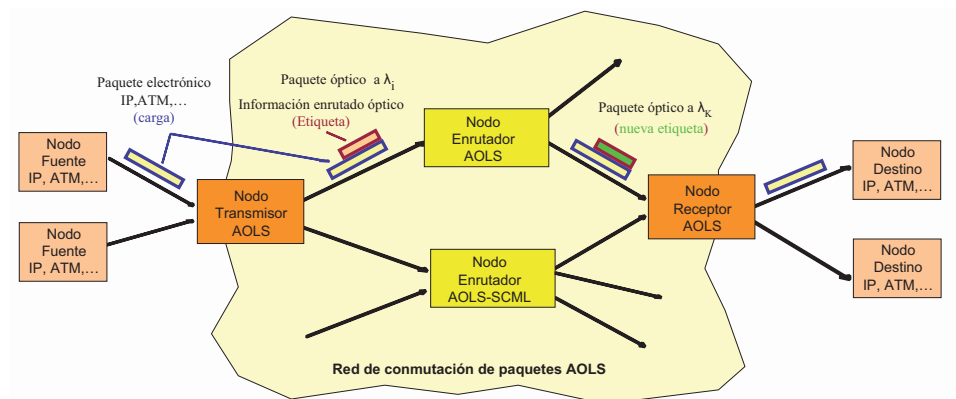 Paquete electrónico
IP,ATM,…
(carga)
Paquete óptico a λi
Información enrutado óptico
(Etiqueta)
Paquete óptico a λK
(nueva etiqueta)
Nodo
Fuente
IP, ATM,…
Nodo
Fuente
IP, ATM,…
Nodo
Transmisor
AOLS
Nodo
Enrutador
AOLS
Nodo
Enrutador
AOLS-SCML
Nodo
Receptor
AOLS
Nodo
Destino
IP, ATM,…
Nodo
Destino
IP, ATM,…
Red de conmutación de paquetes AOLS